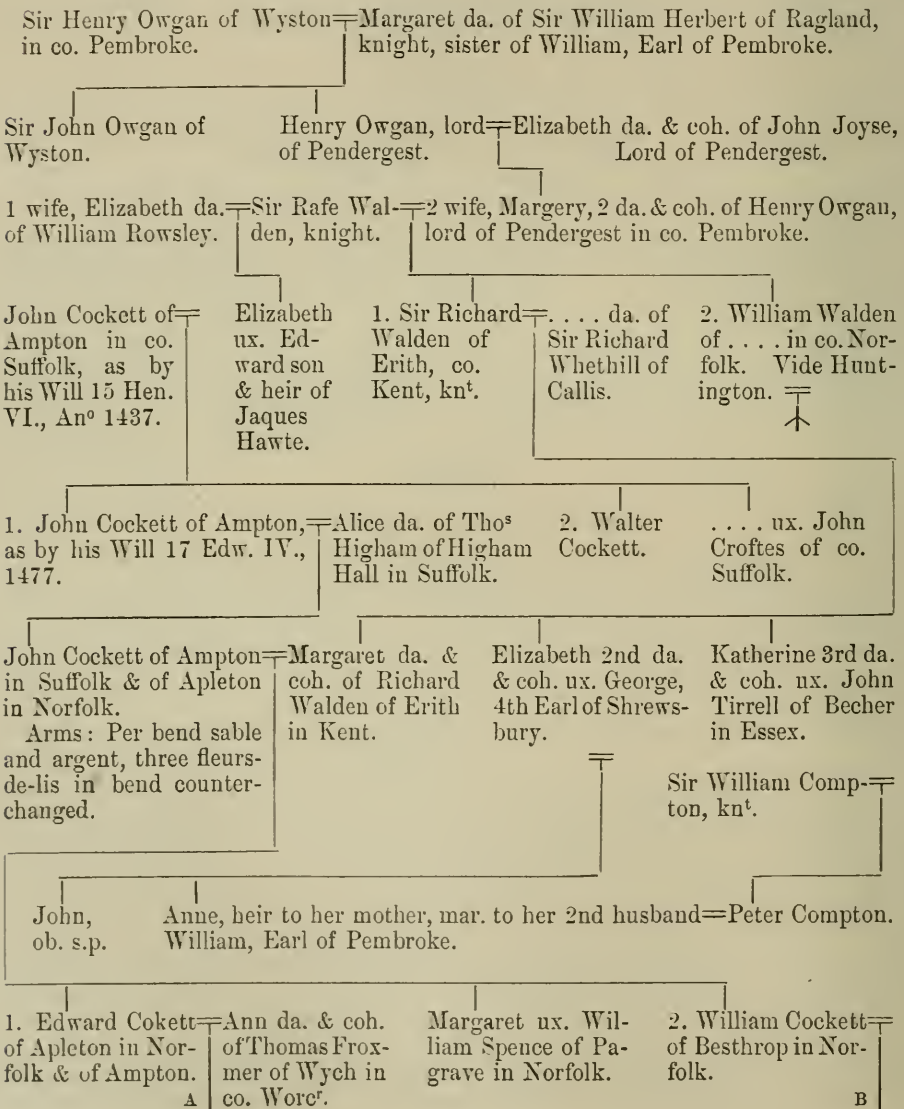 Sir Henry Owgan of Wyston=Margaret da. of Sir William Herbert of Ragland,
in co. Pembroke. knight, sister of William, Earl of Pembroke.
Sir John Owgan of
Wyston.
Henry Owgan, lord=Elizabeth da. & coh. of John Joyse,
of Pendergest. Lord of Pendergest.
1 wife, Elizabeth da.=Sir Rafe Wal-=2 wife, Margery, 2 da. & coh. of Henry Owgan,
of William Rowsley. den, knight. lord of Pendergest in co. Pembroke.
John Cockett of=
Ampton in co.
Suffolk, as by
his Will 15 Hen.
VI., Anº 1437.
Elizabeth
ux. Ed-
ward son
& heir of
Jaques
Hawte.
1. Sir Richard=
Walden of
Erith, co.
Kent, knᵗ.
. . . . da. of
Sir Richard
Whethill of
Callis.
2. William Walden
of . . . . in co. Nor-
folk. Vide Hunt-
ington. =
1. John Cockett of Ampton,=
as by his Will 17 Edw. IV.,
1477.
Alice da. of Thoˢ
Higham of Higham
Hall in Suffolk.
2. Walter
Cockett.
. . . . ux. John
Croftes of co.
Suffolk.
John Cockett of Ampton=
in Suffolk & of Apleton
in Norfolk.
Arms: Per bend sable
and argent, three fleurs-
de-lis in bend counter-
changed.
Margaret da. &
coh. of Richard
Walden of Erith
in Kent.
Elizabeth 2nd da.
& coh. ux. George,
4th Earl of Shrews-
bury.
=
Katherine 3rd da.
& coh. ux. John
Tirrell of Becher
in Essex.
Sir William Comp-=
ton, knᵗ.
John,
ob. s.p.
Anne, heir to her mother, mar. to her 2nd husband=Peter Compton.
William, Earl of Pembroke.
1. Edward Cokett=
of Apleton in Nor-
folk & of Ampton.
A
Ann da. & coh.
of Thomas Frox-
mer of Wych in
co. Worcʳ.
Margaret ux. Wil-
liam Spence of Pa-
grave in Norfolk.
2. William Cockett=
of Besthrop in Nor-
folk.
B